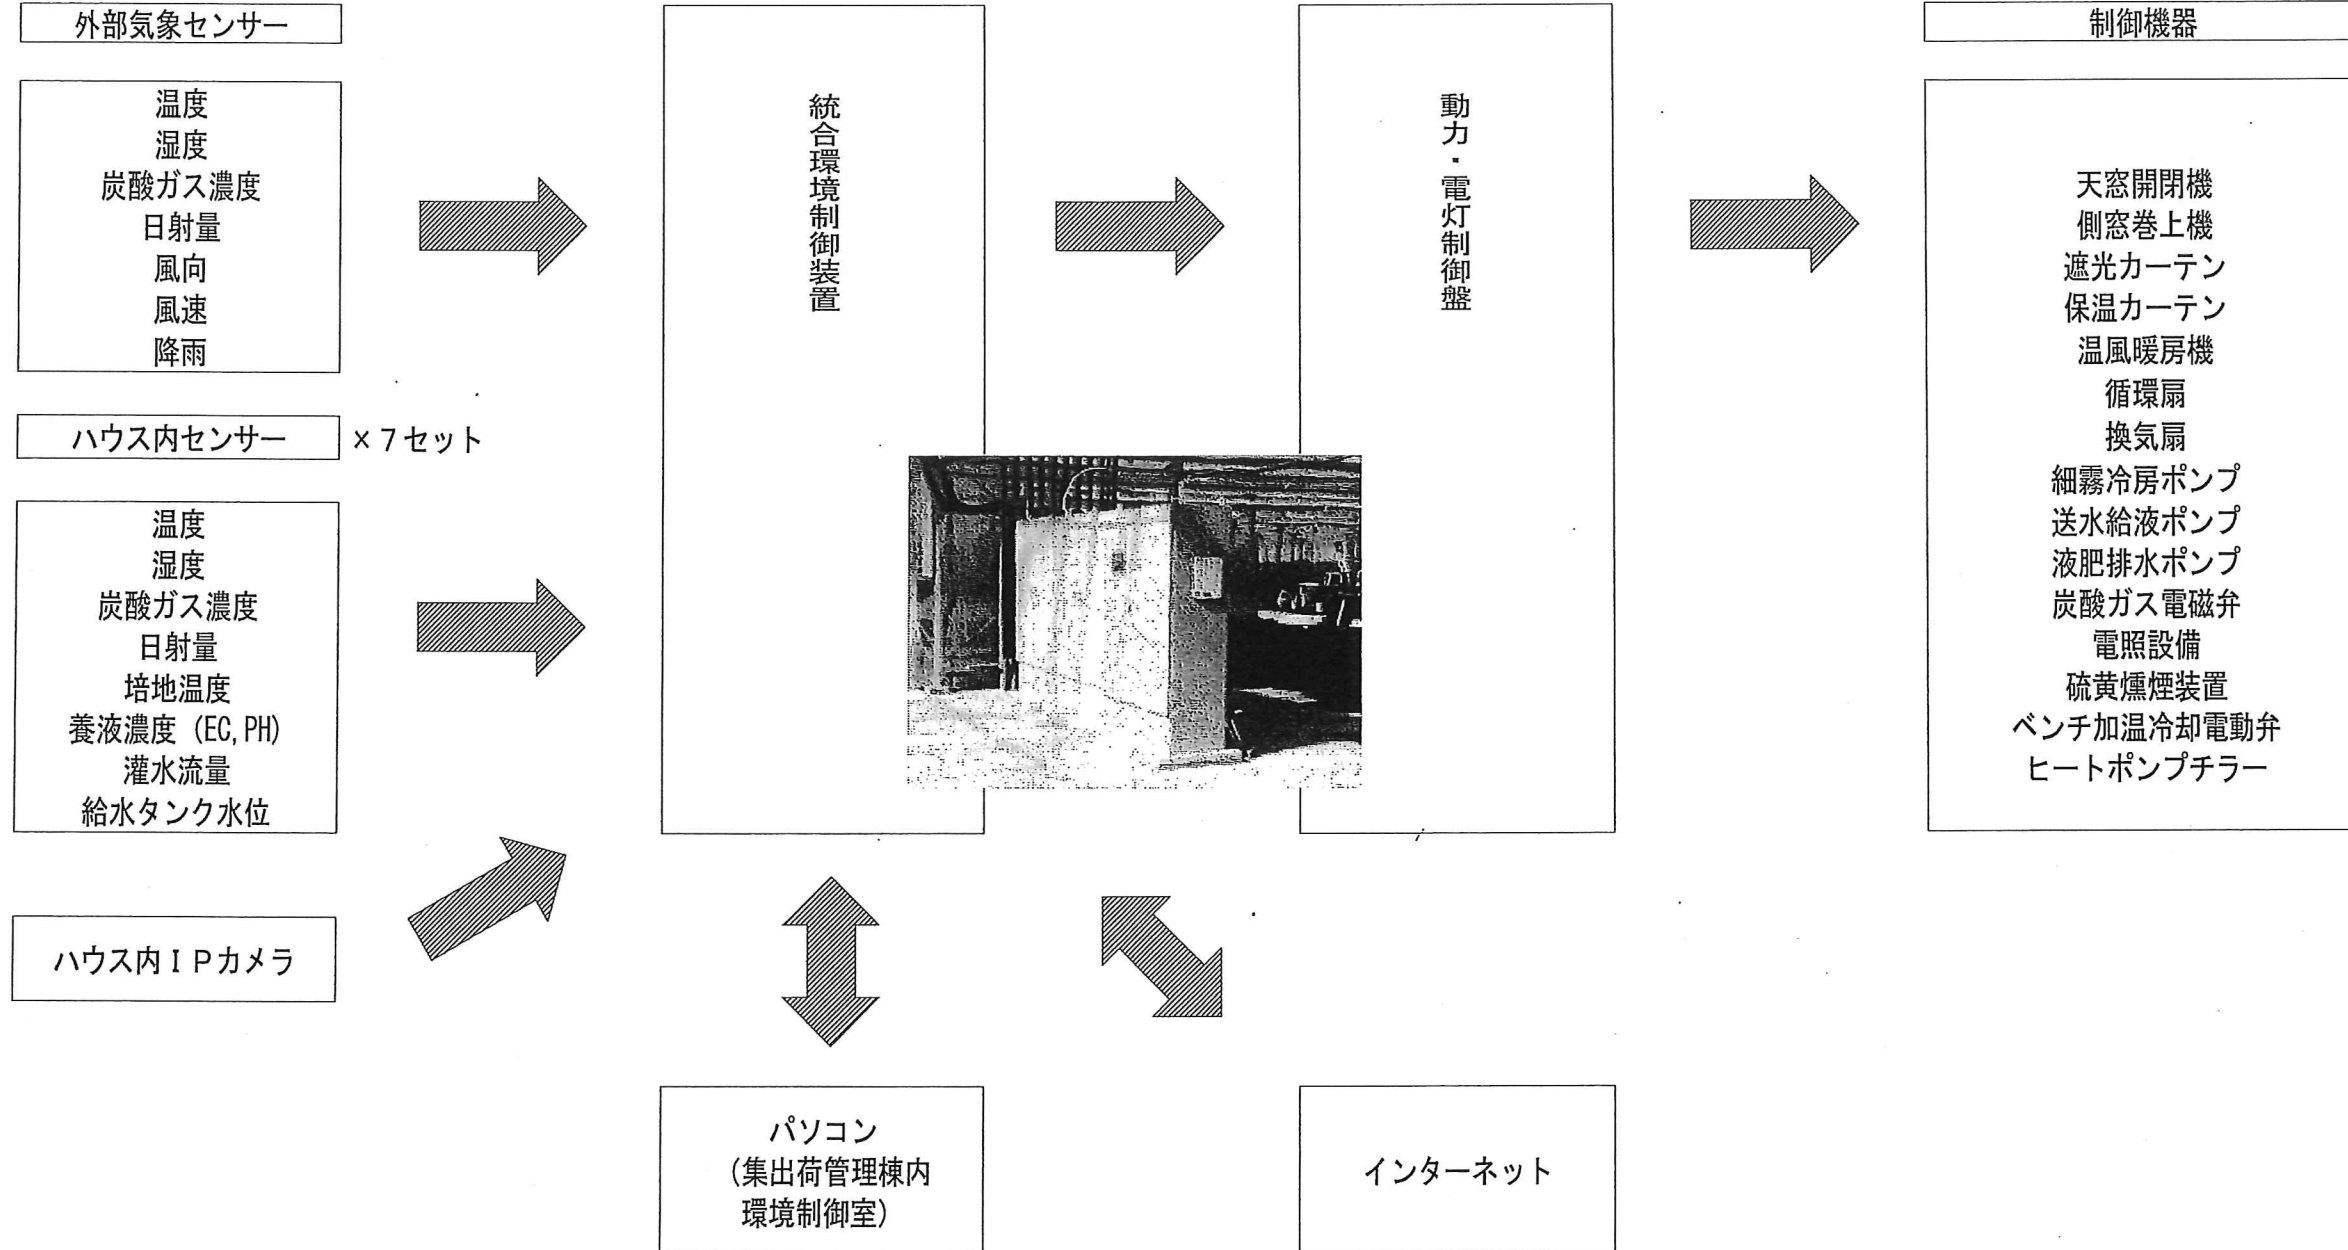 外部気象センサー
温度
湿度
炭酸ガス濃度
日射量
風向
風速
降雨
ハウス内センサー ×7セット
温度
湿度
炭酸ガス濃度
日射量
培地温度
養液濃度 (EC,PH)
灌水流量
給水タンク水位
ハウス内IPカメラ
統合環境制御装置
動力・電灯制御盤
制御機器
天窓開閉機
側窓巻上機
遮光カーテン
保温カーテン
温風暖房機
循環扇
換気扇
細霧冷房ポンプ
送水給液ポンプ
液肥排水ポンプ
炭酸ガス電磁弁
電照設備
硫黄燻煙装置
ベンチ加温冷却電動弁
ヒートポンプチラー
パソコン
(集出荷管理棟内
環境制御室)
インターネット